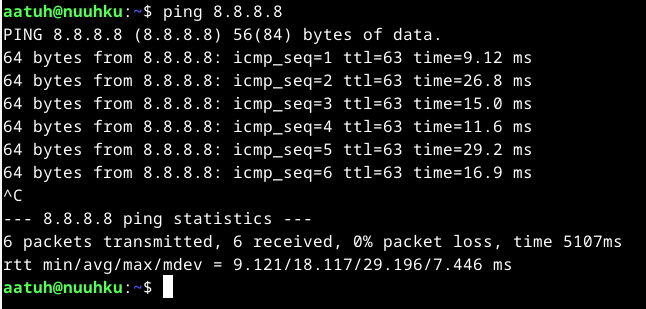 aatuh@nuuhku:~$ ping 8.8.8.8
PING 8.8.8.8 (8.8.8.8) 56(84) bytes of data.
64 bytes from 8.8.8.8: icmp_seq=1 ttl=63 time=9.12 ms
64 bytes from 8.8.8.8: icmp_seq=2 ttl=63 time=26.8 ms
64 bytes from 8.8.8.8: icmp_seq=3 ttl=63 time=15.0 ms
64 bytes from 8.8.8.8: icmp_seq=4 ttl=63 time=11.6 ms
64 bytes from 8.8.8.8: icmp_seq=5 ttl=63 time=29.2 ms
64 bytes from 8.8.8.8: icmp_seq=6 ttl=63 time=16.9 ms
^C
--- 8.8.8.8 ping statistics ---
6 packets transmitted, 6 received, 0% packet loss, time 5107ms
rtt min/avg/max/mdev = 9.121/18.117/29.196/7.446 ms
aatuh@nuuhku:~$